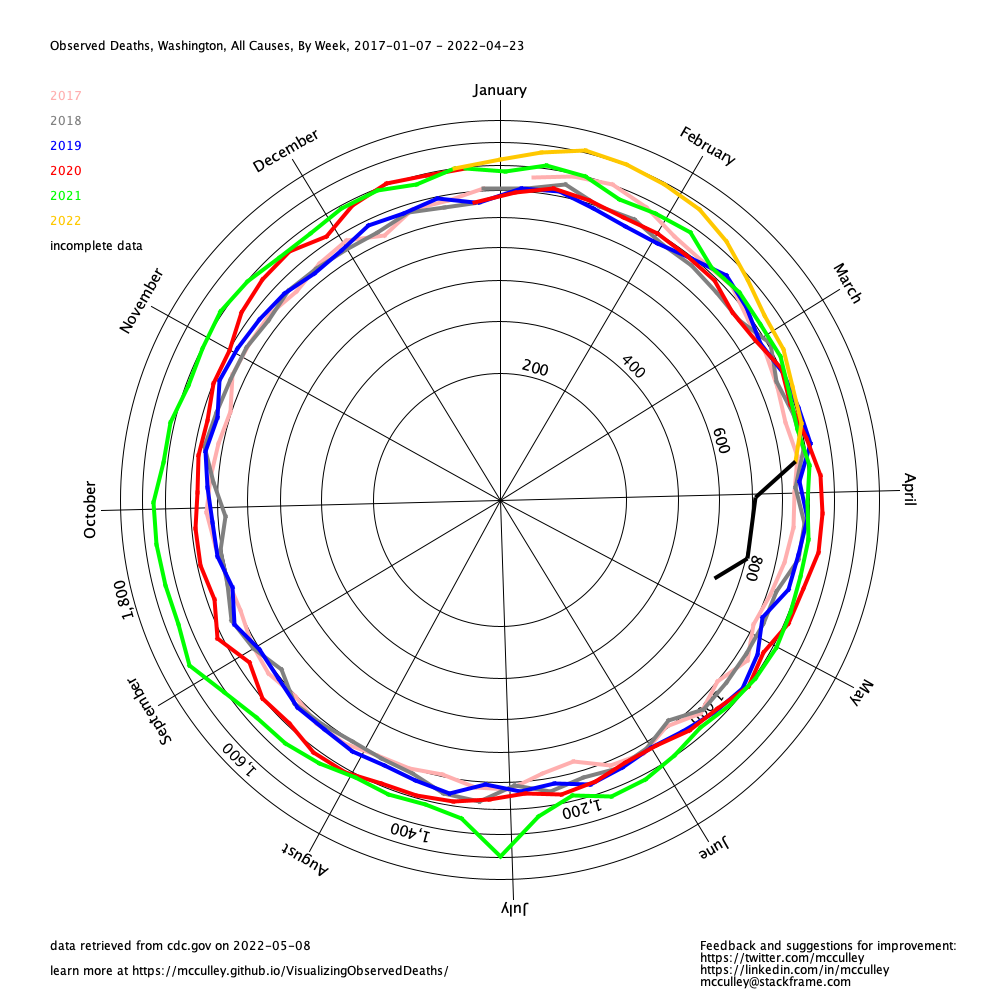 Observed Deaths, Washington, All Causes, By Week, 2017-01-07 - 2022-04-23
2017
2018
2019
2020
2021
2022
incomplete data
January
February
March
April
May
June
July
August
September
October
November
December
200
400
600
800
1,200
1,400
1,600
1,800
data retrieved from cdc.gov on 2022-05-08
learn more at https://mcculley.github.io/VisualizingObservedDeaths/
Feedback and suggestions for improvement:
https://twitter.com/mcculley
https://linkedin.com/in/mcculley
mcculley@stackframe.com